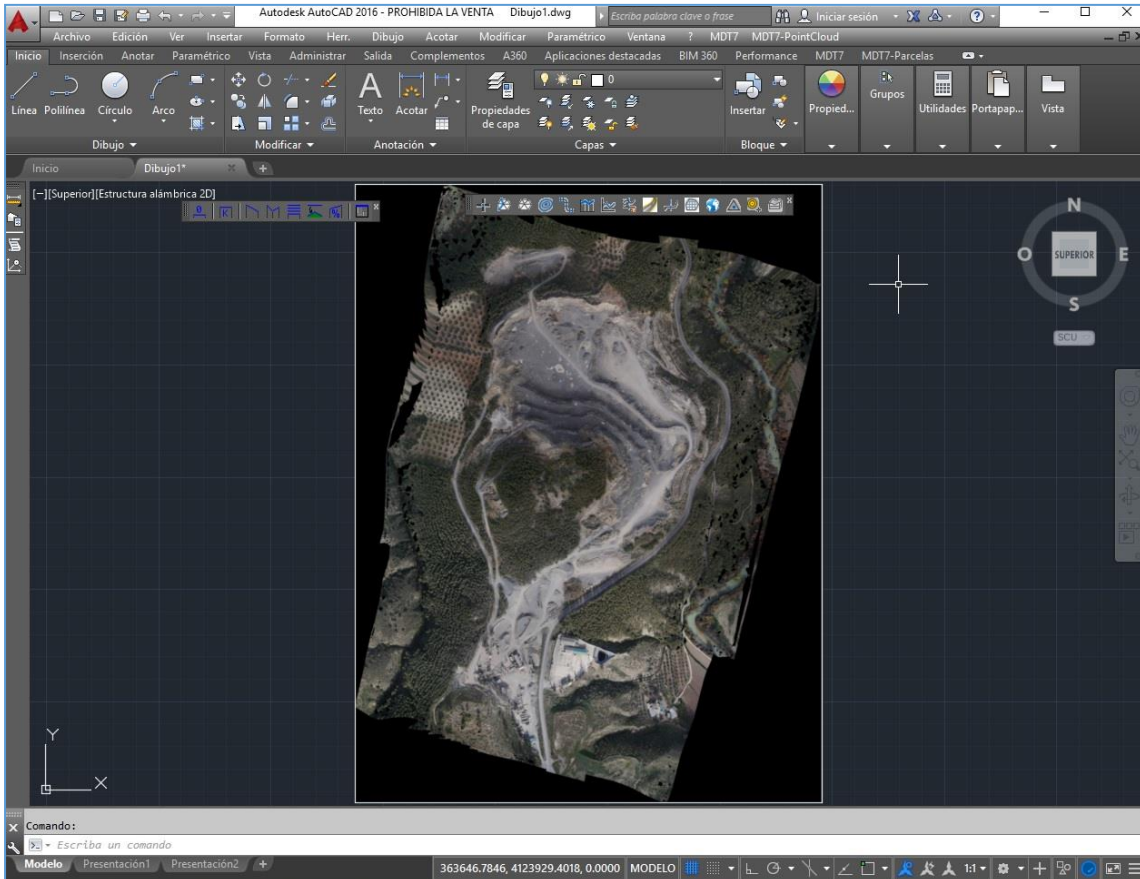 Autodesk AutoCAD 2016 - PROHIBIDA LA VENTA Dibujo1.dwg Escriba palabra clave o frase Iniciar sesión
Archivo Edición Ver Insertar Formato Herr. Dibujo Acotar Modificar Paramétrico Ventana ? MDT7 MDT7-PointCloud
Inicio Inserción Anotar Paramétrico Vista Administrar Salida Complementos A360 Aplicaciones destacadas BIM 360 Performance MDT7 MDT7-Parcelas
0
Línea Polilínea Círculo Arco Texto Acotar Propiedades de capa Insertar Propied... Grupos Utilidades Portapap... Vista
Dibujo Modificar Anotación Capas Bloque
Inicio Dibujo1*
[−][Superior][Estructura alámbrica 2D]
N
O SUPERIOR E
S
SCU
Y
X
Comando:
Escriba un comando
Modelo Presentación1 Presentación2 + 363646.7846, 4123929.4018, 0.0000 MODELO 1:1